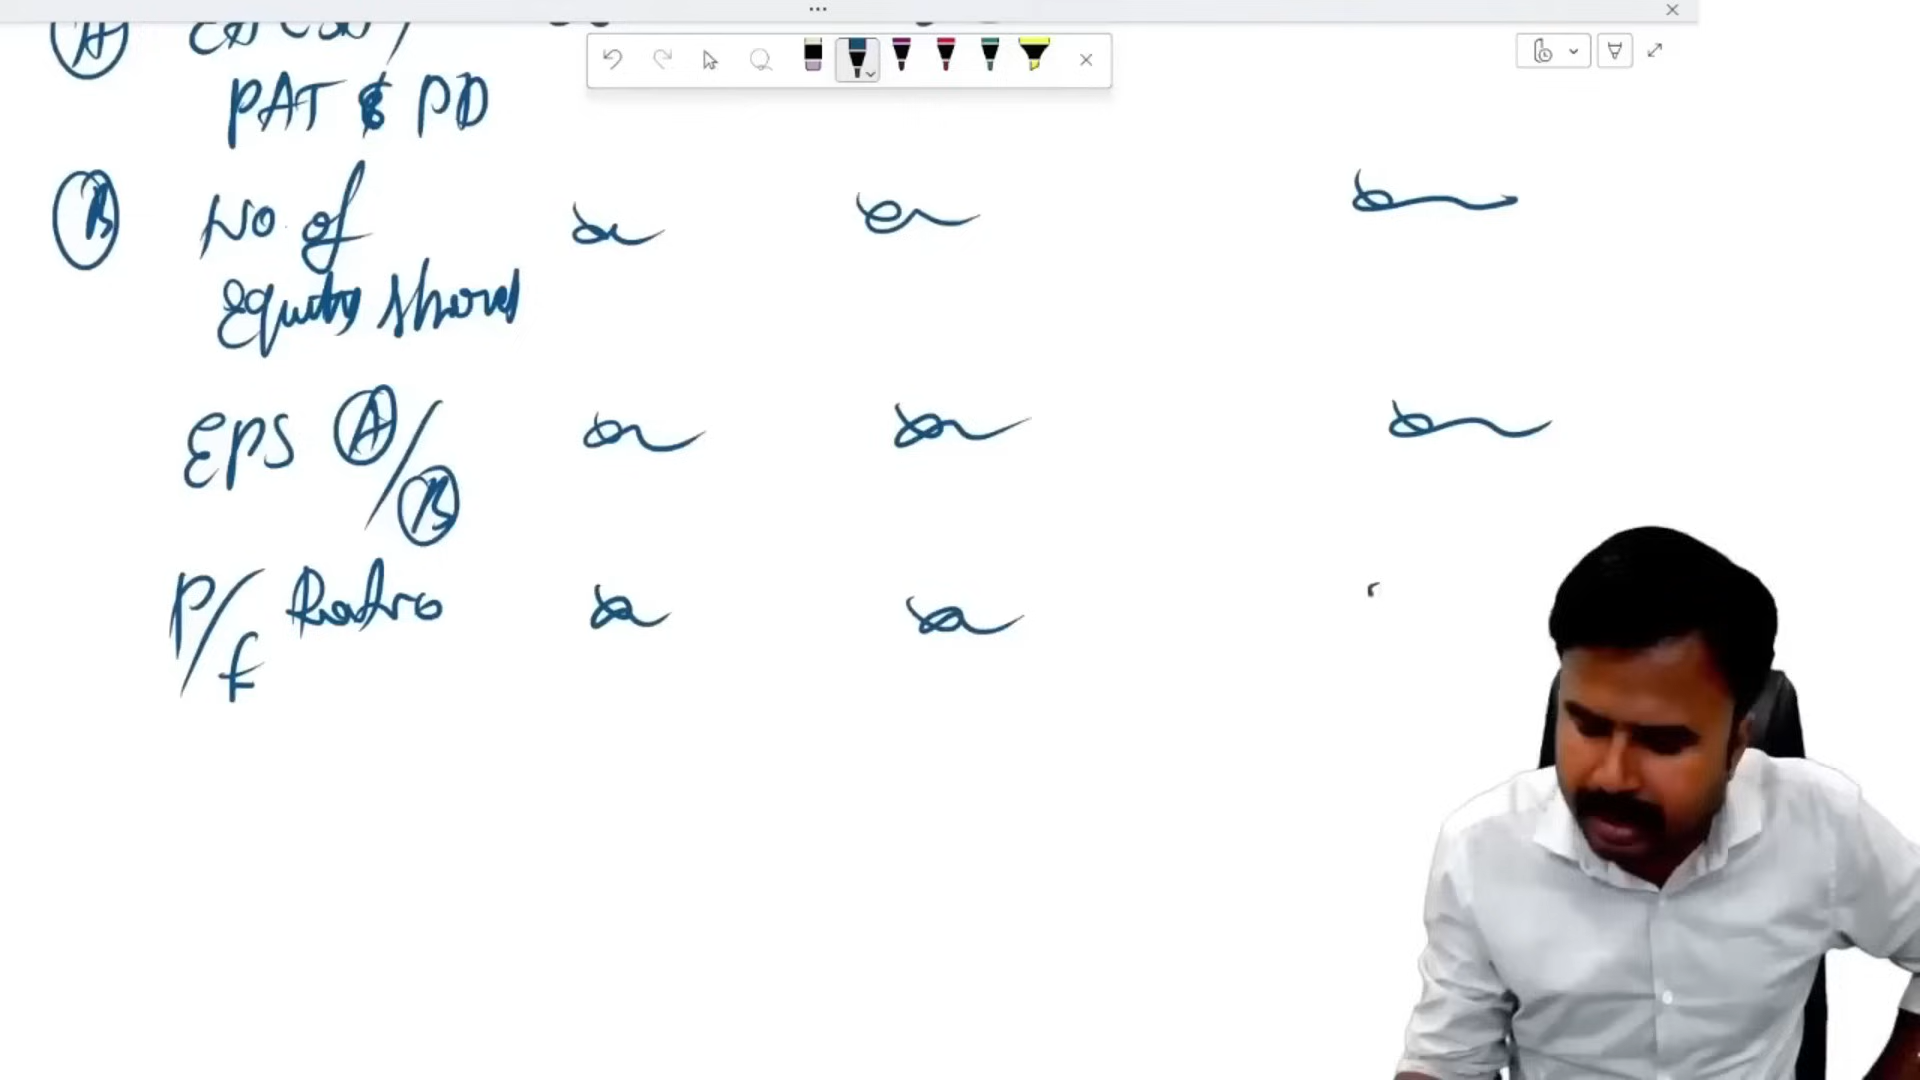 (A)
PAT & PD
(B) No. of
Equity Shares
EPS (A)/(B)
P/E Ratio